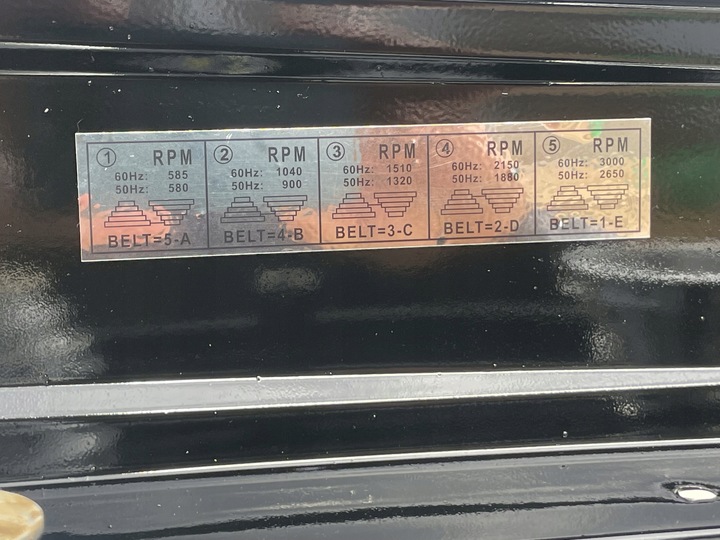 ① RPM
60Hz: 585
50Hz: 580
BELT=5-A
② RPM
60Hz: 1040
50Hz: 900
BELT=4-B
③ RPM
60Hz: 1510
50Hz: 1320
BELT=3-C
④ RPM
60Hz: 2150
50Hz: 1880
BELT=2-D
⑤ RPM
60Hz: 3000
50Hz: 2650
BELT=1-E